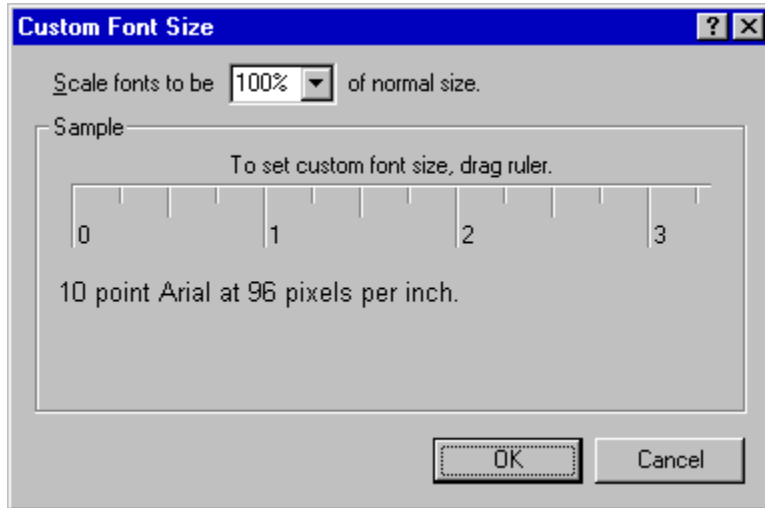 Custom Font Size
Scale fonts to be 100% of normal size.
Sample
To set custom font size, drag ruler.
0 1 2 3
10 point Arial at 96 pixels per inch.
OK Cancel